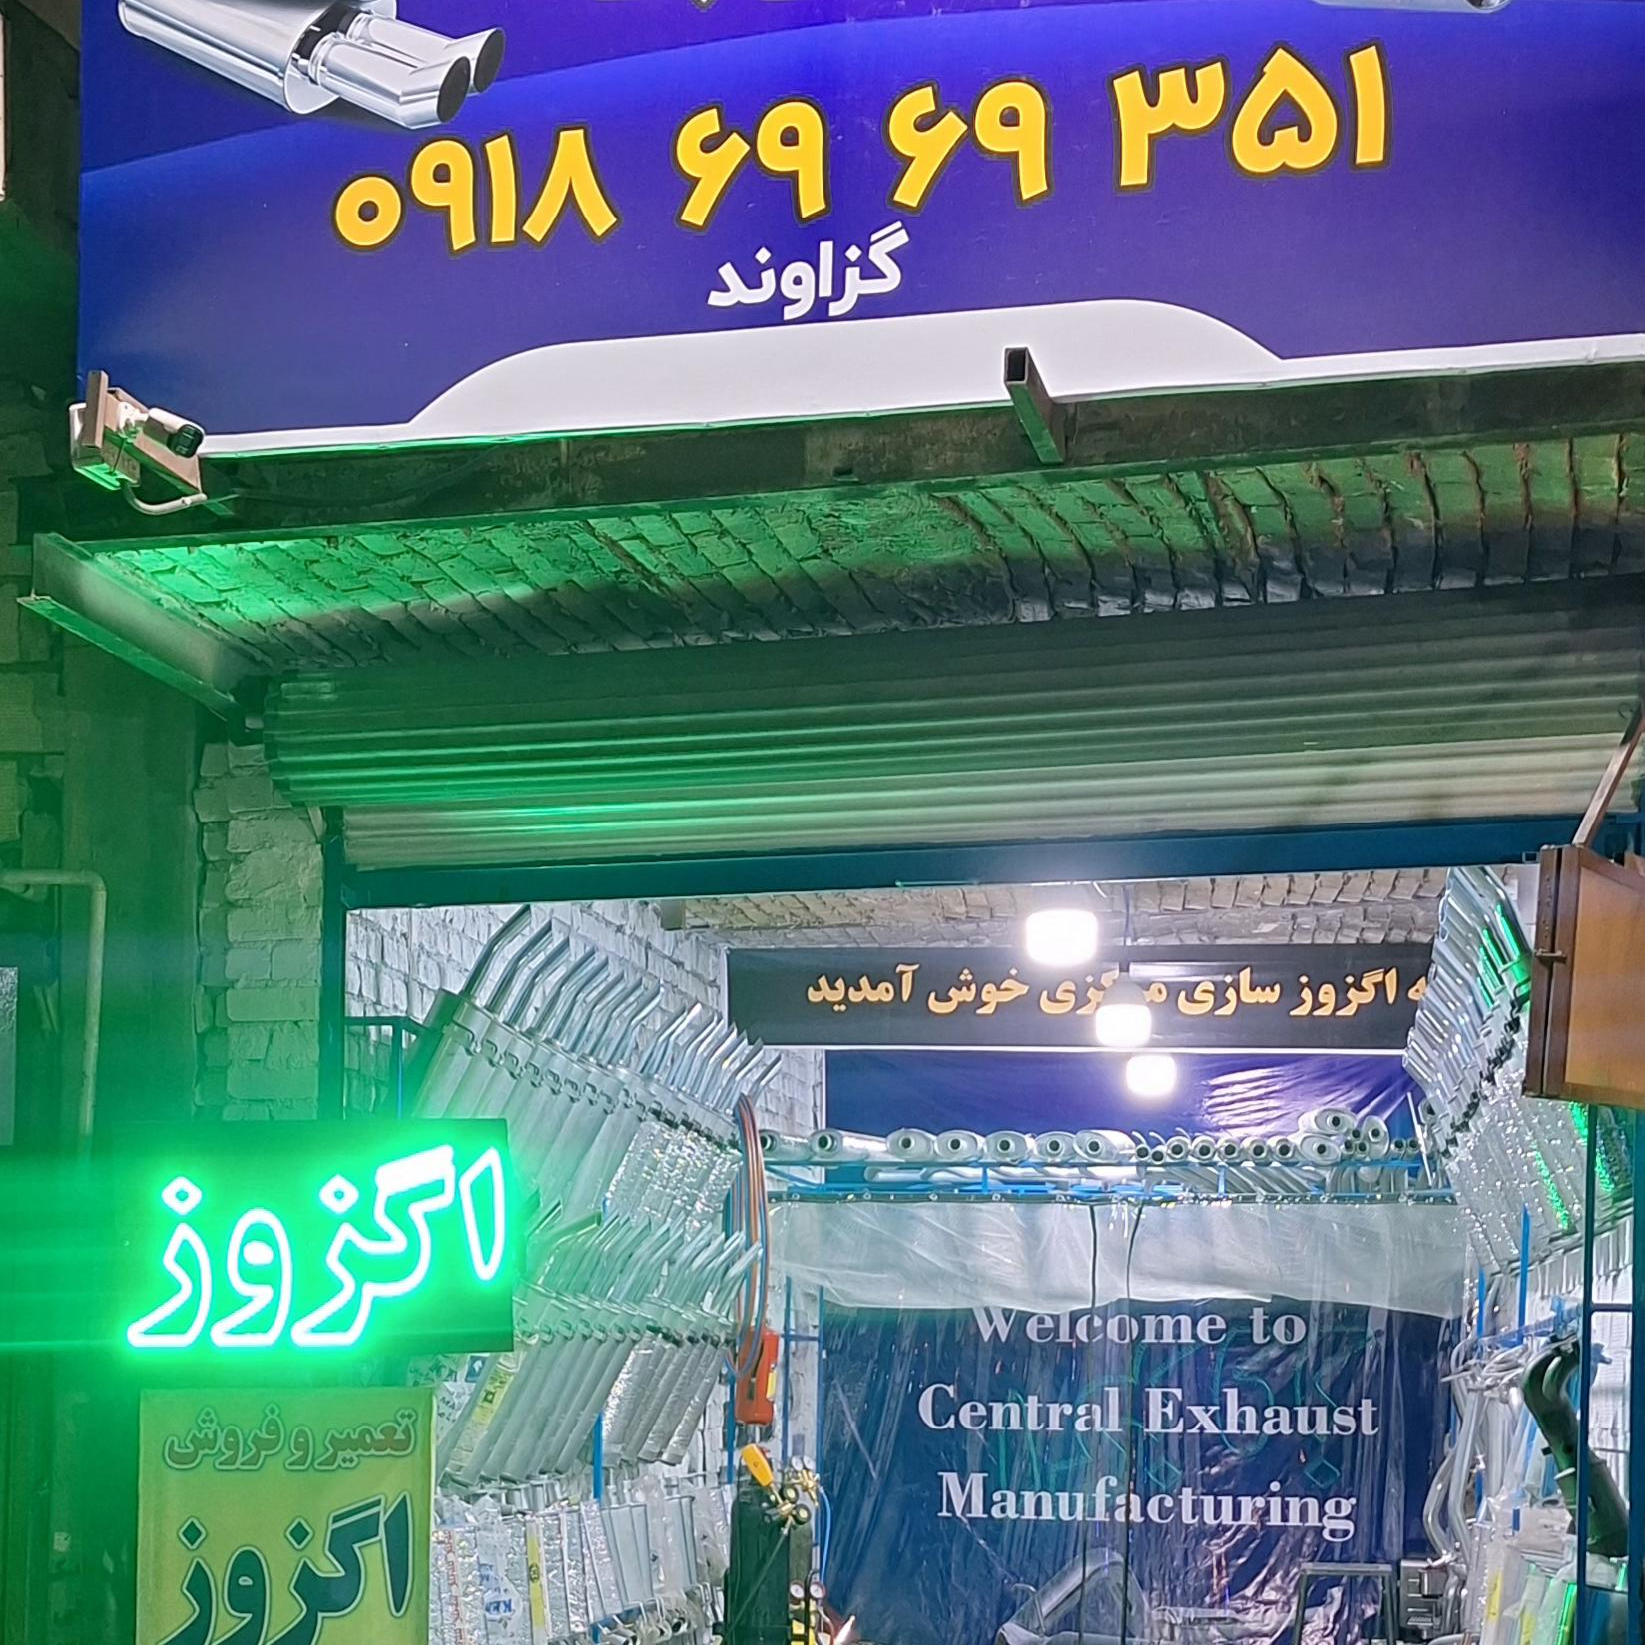 ۰۹۱۸ ۶۹ ۶۹ ۳۵۱
گزاوند
اگزوز سازی مرکزی خوش آمدید
اگزوز
تعمیر و فروش
اگزوز
Welcome to
Central Exhaust
Manufacturing